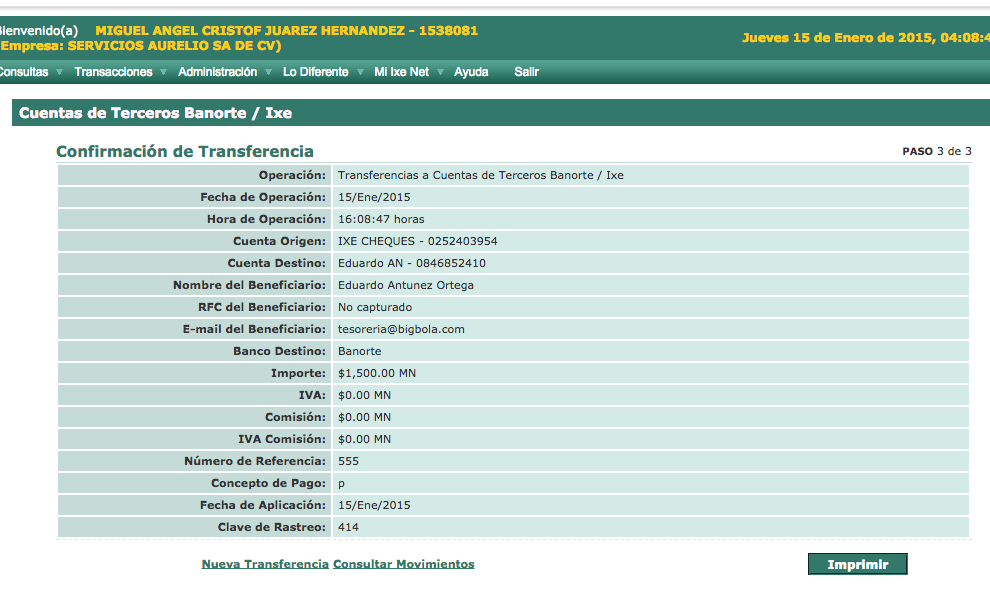 Bienvenido(a) MIGUEL ANGEL CRISTOF JUAREZ HERNANDEZ - 1538081
Empresa: SERVICIOS AURELIO SA DE CV)
Jueves 15 de Enero de 2015, 04:08:4
Consultas Transacciones Administración Lo Diferente Mi Ixe Net Ayuda Salir
Cuentas de Terceros Banorte / Ixe
Confirmación de Transferencia PASO 3 de 3
Operación: Transferencias a Cuentas de Terceros Banorte / Ixe
Fecha de Operación: 15/Ene/2015
Hora de Operación: 16:08:47 horas
Cuenta Origen: IXE CHEQUES - 0252403954
Cuenta Destino: Eduardo AN - 0846852410
Nombre del Beneficiario: Eduardo Antunez Ortega
RFC del Beneficiario: No capturado
E-mail del Beneficiario: tesoreria@bigbola.com
Banco Destino: Banorte
Importe: $1,500.00 MN
IVA: $0.00 MN
Comisión: $0.00 MN
IVA Comisión: $0.00 MN
Número de Referencia: 555
Concepto de Pago: p
Fecha de Aplicación: 15/Ene/2015
Clave de Rastreo: 414
Nueva Transferencia Consultar Movimientos Imprimir